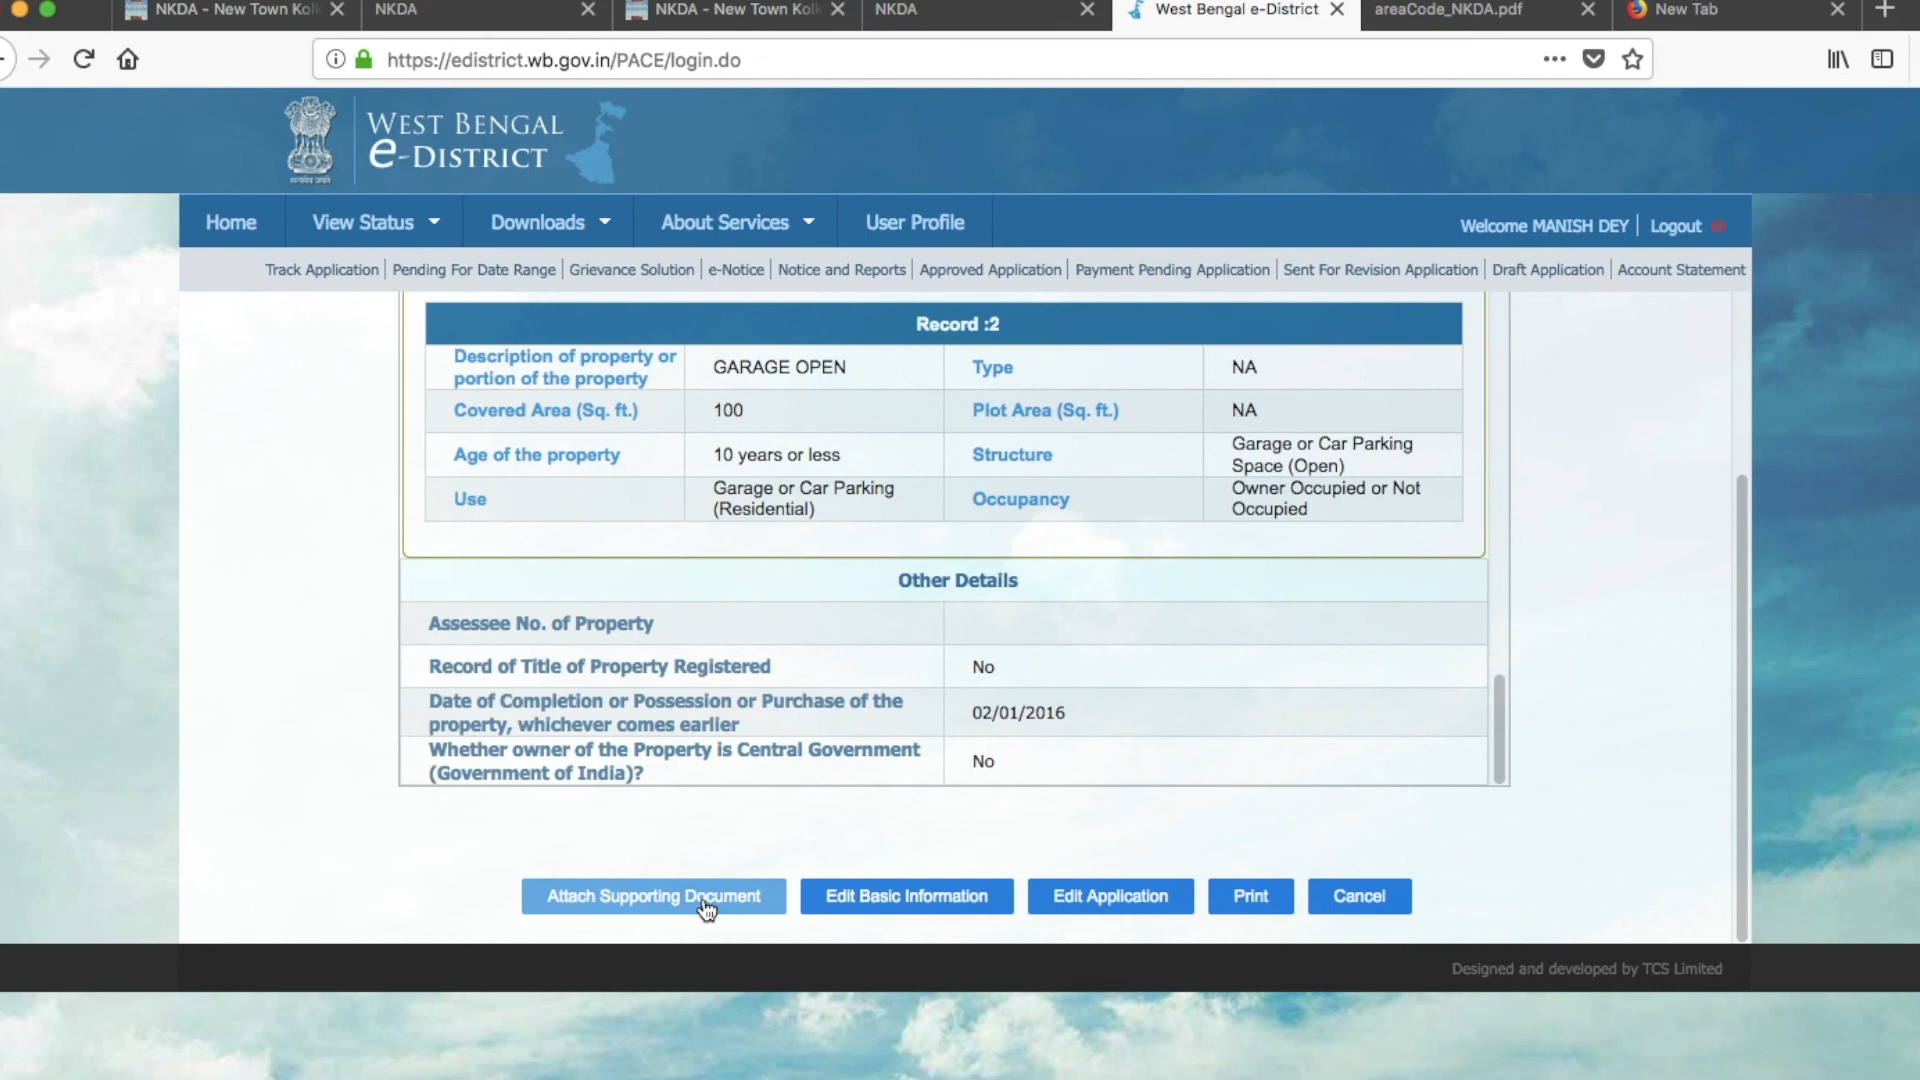 NKDA - New Town Kol
NKDA
NKDA - New Town Kolk
NKDA
West Bengal e-District
areaCode_NKDA.pdf
New Tab
https://edistrict.wb.gov.in/PACE/login.do
WEST BENGAL
e-DISTRICT
Home
View Status
Downloads
About Services
User Profile
Welcome MANISH DEY
Logout
Track Application
Pending For Date Range
Grievance Solution
e-Notice
Notice and Reports
Approved Application
Payment Pending Application
Sent For Revision Application
Draft Application
Account Statement
Record :2
Description of property or
portion of the property
GARAGE OPEN
Type
NA
Covered Area (Sq. ft.)
100
Plot Area (Sq. ft.)
NA
Age of the property
10 years or less
Structure
Garage or Car Parking
Space (Open)
Use
Garage or Car Parking
(Residential)
Occupancy
Owner Occupied or Not
Occupied
Other Details
Assessee No. of Property
Record of Title of Property Registered
No
Date of Completion or Possession or Purchase of the
property, whichever comes earlier
02/01/2016
Whether owner of the Property is Central Government
(Government of India)?
No
Attach Supporting Document
Edit Basic Information
Edit Application
Print
Cancel
Designed and developed by TCS Limited